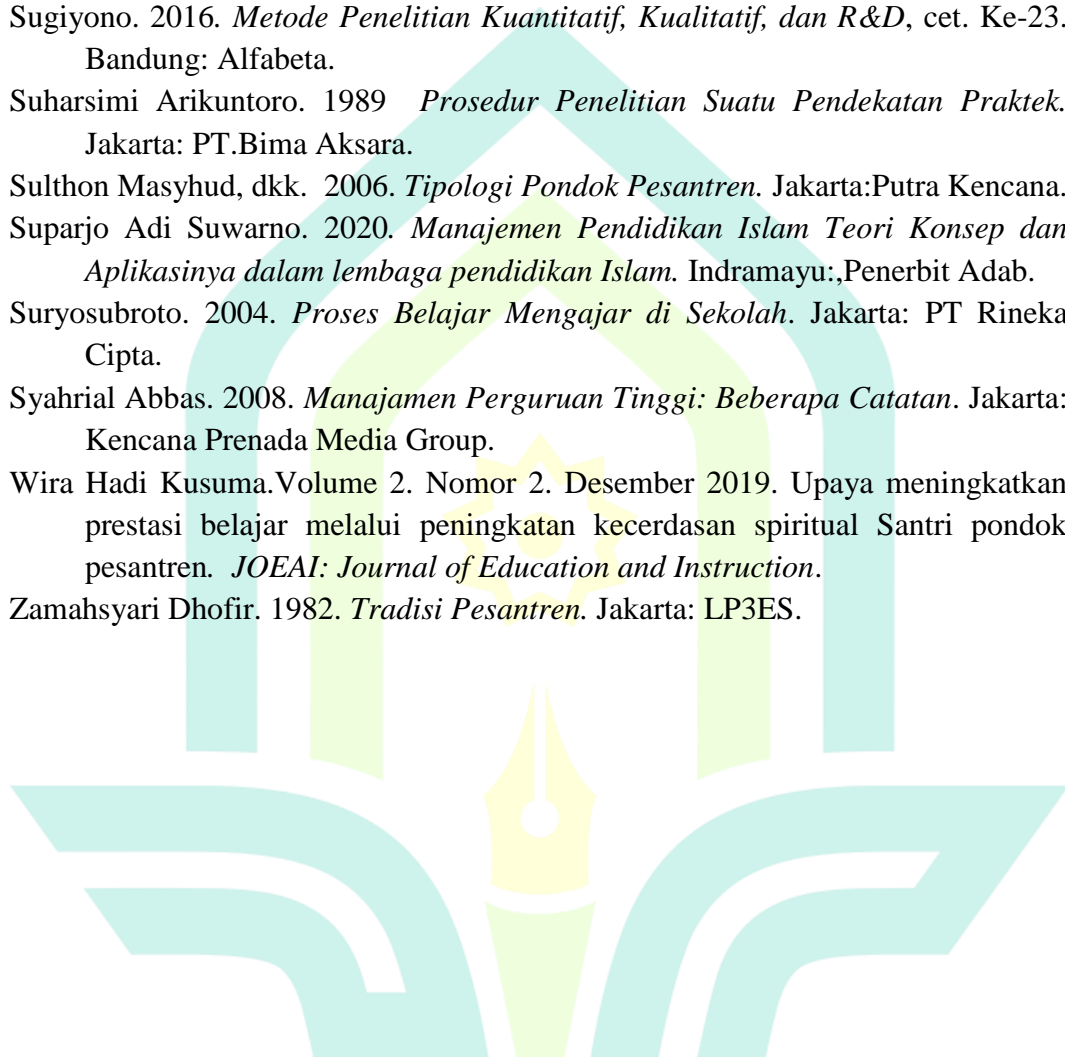 Sugiyono. 2016. Metode Penelitian Kuantitatif, Kualitatif, dan R&D, cet. Ke-23.
Bandung: Alfabeta.
Suharsimi Arikuntoro. 1989 Prosedur Penelitian Suatu Pendekatan Praktek.
Jakarta: PT.Bima Aksara.
Sulthon Masyhud, dkk. 2006. Tipologi Pondok Pesantren. Jakarta:Putra Kencana.
Suparjo Adi Suwarno. 2020. Manajemen Pendidikan Islam Teori Konsep dan
Aplikasinya dalam lembaga pendidikan Islam. Indramayu:,Penerbit Adab.
Suryosubroto. 2004. Proses Belajar Mengajar di Sekolah. Jakarta: PT Rineka
Cipta.
Syahrial Abbas. 2008. Manajamen Perguruan Tinggi: Beberapa Catatan. Jakarta:
Kencana Prenada Media Group.
Wira Hadi Kusuma.Volume 2. Nomor 2. Desember 2019. Upaya meningkatkan
prestasi belajar melalui peningkatan kecerdasan spiritual Santri pondok
pesantren. JOEAI: Journal of Education and Instruction.
Zamahsyari Dhofir. 1982. Tradisi Pesantren. Jakarta: LP3ES.